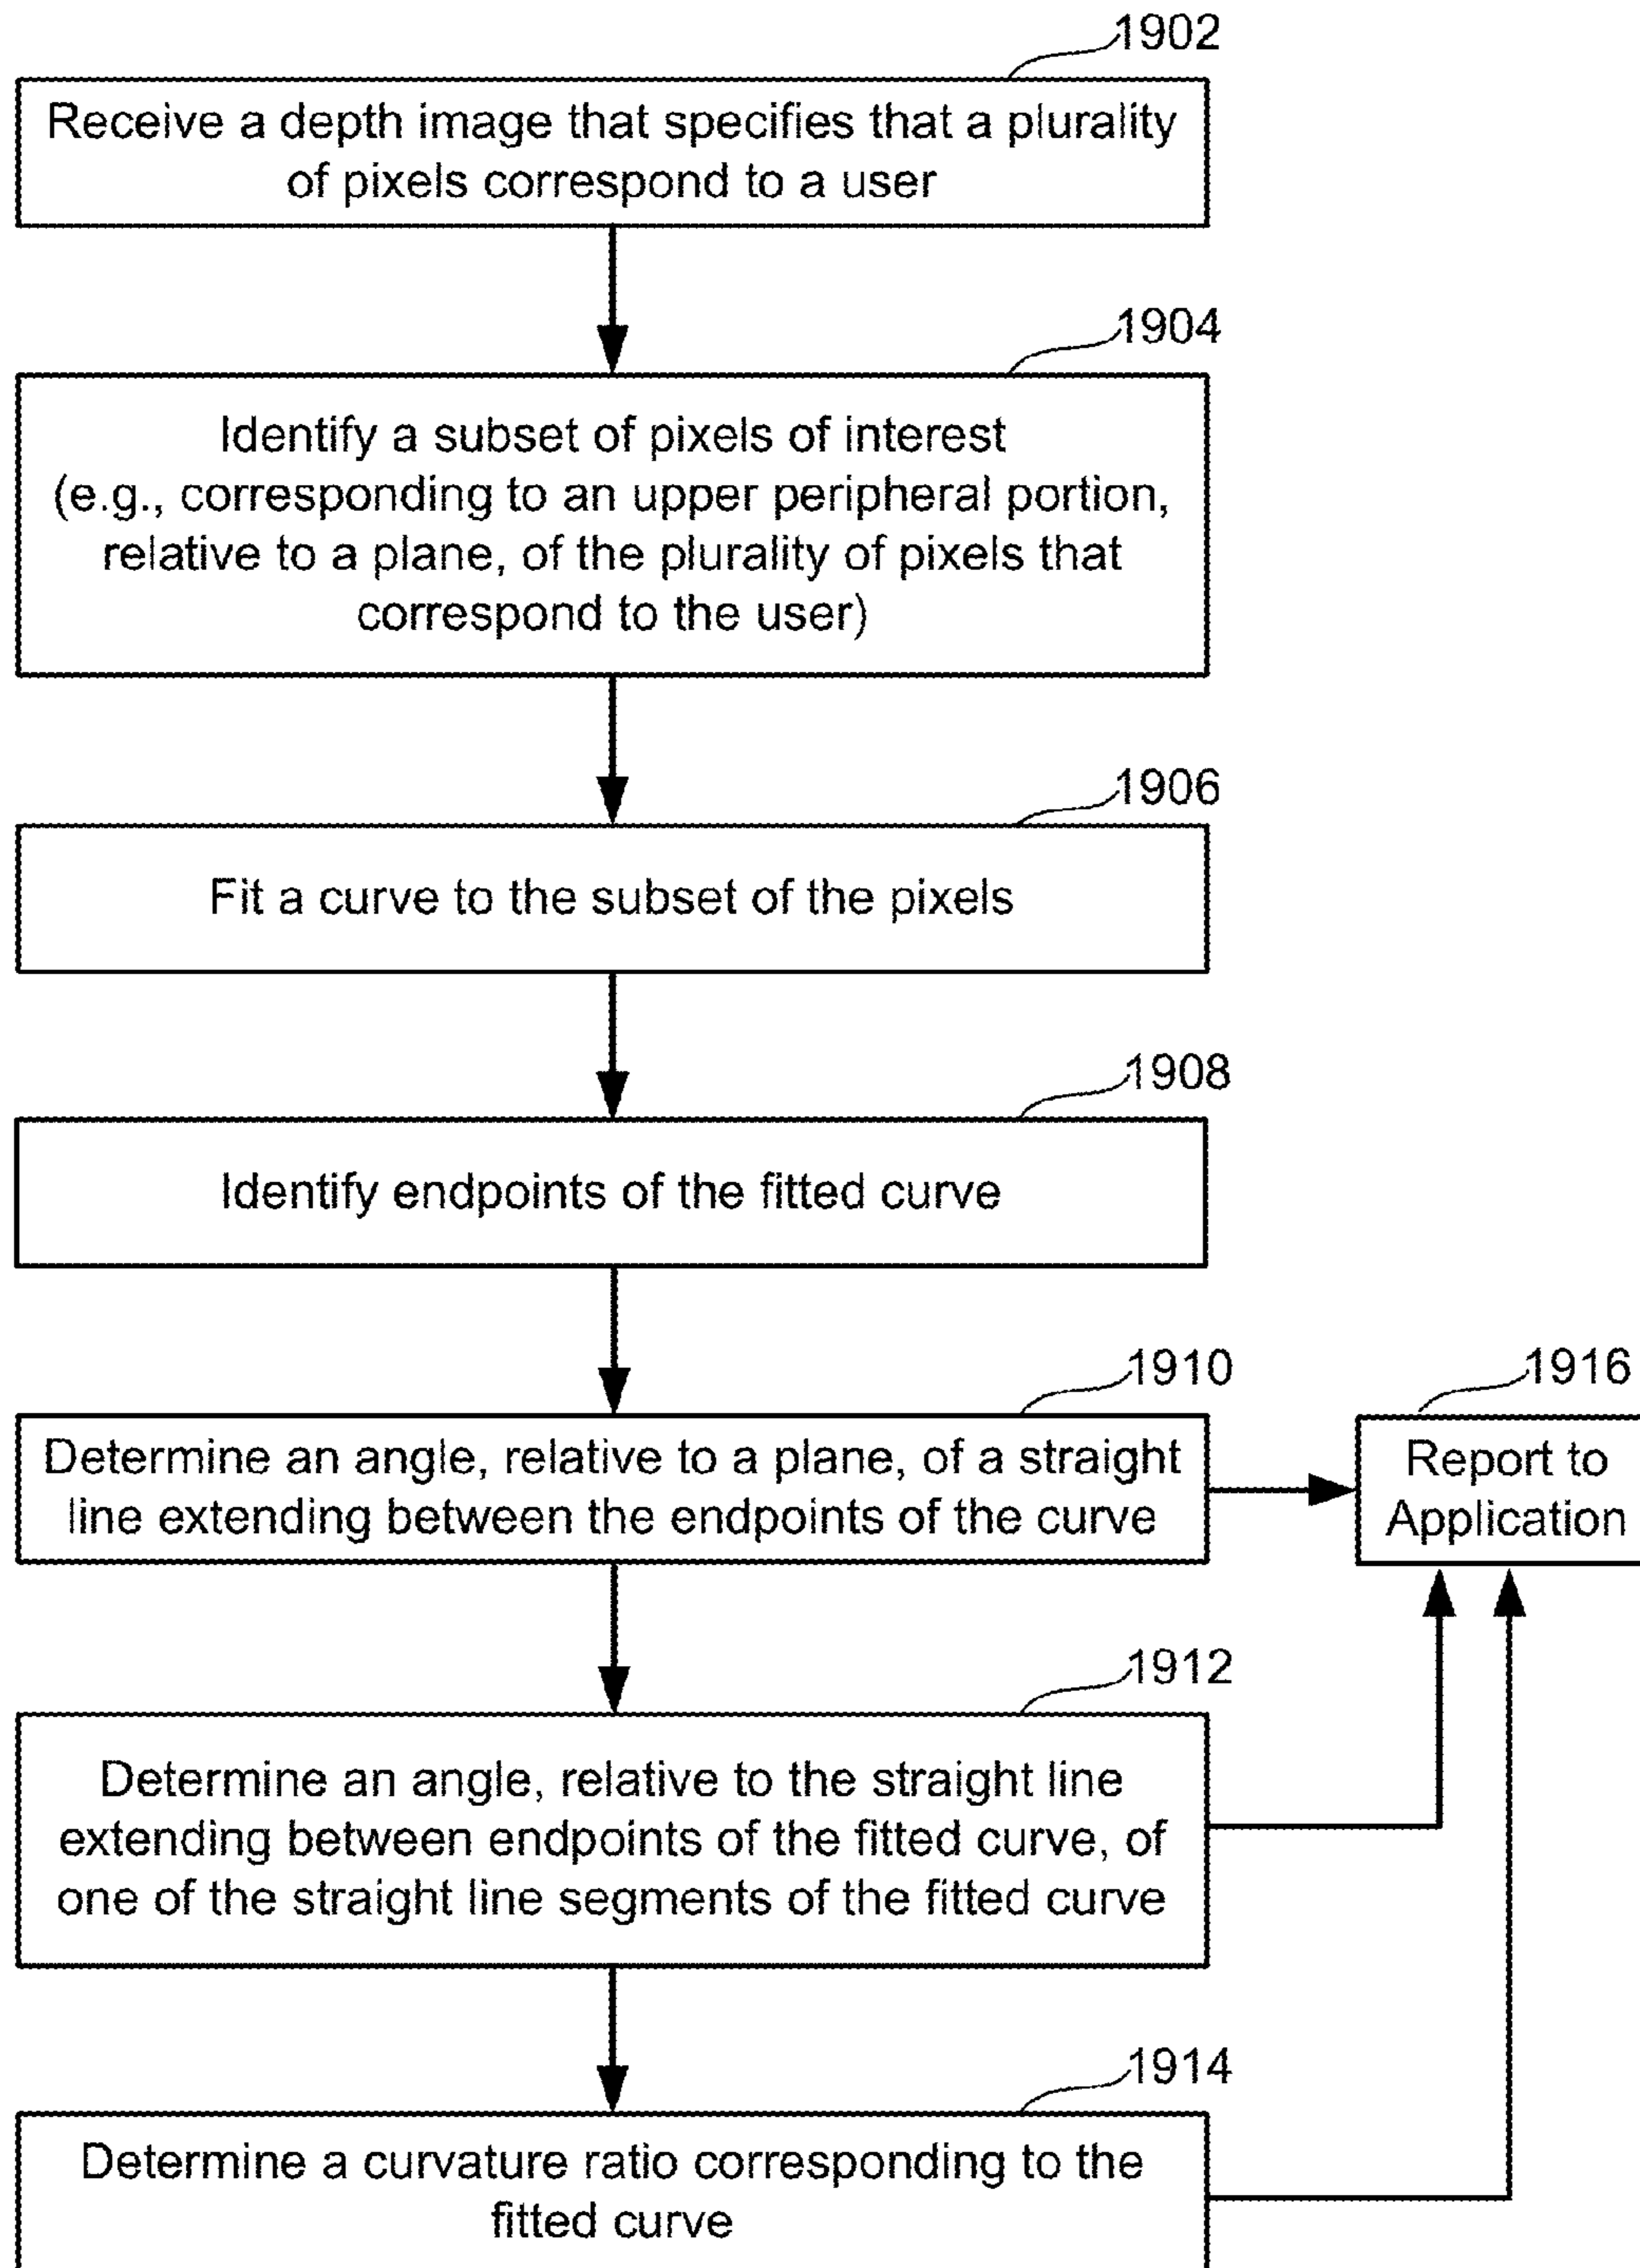 1902
Receive a depth image that specifies that a plurality
of pixels correspond to a user
1904
Identify a subset of pixels of interest
(e.g., corresponding to an upper peripheral portion,
relative to a plane, of the plurality of pixels that
correspond to the user)
1906
Fit a curve to the subset of the pixels
1908
Identify endpoints of the fitted curve
1910
Determine an angle, relative to a plane, of a straight
line extending between the endpoints of the curve
1916
Report to
Application
1912
Determine an angle, relative to the straight line
extending between endpoints of the fitted curve, of
one of the straight line segments of the fitted curve
1914
Determine a curvature ratio corresponding to the
fitted curve